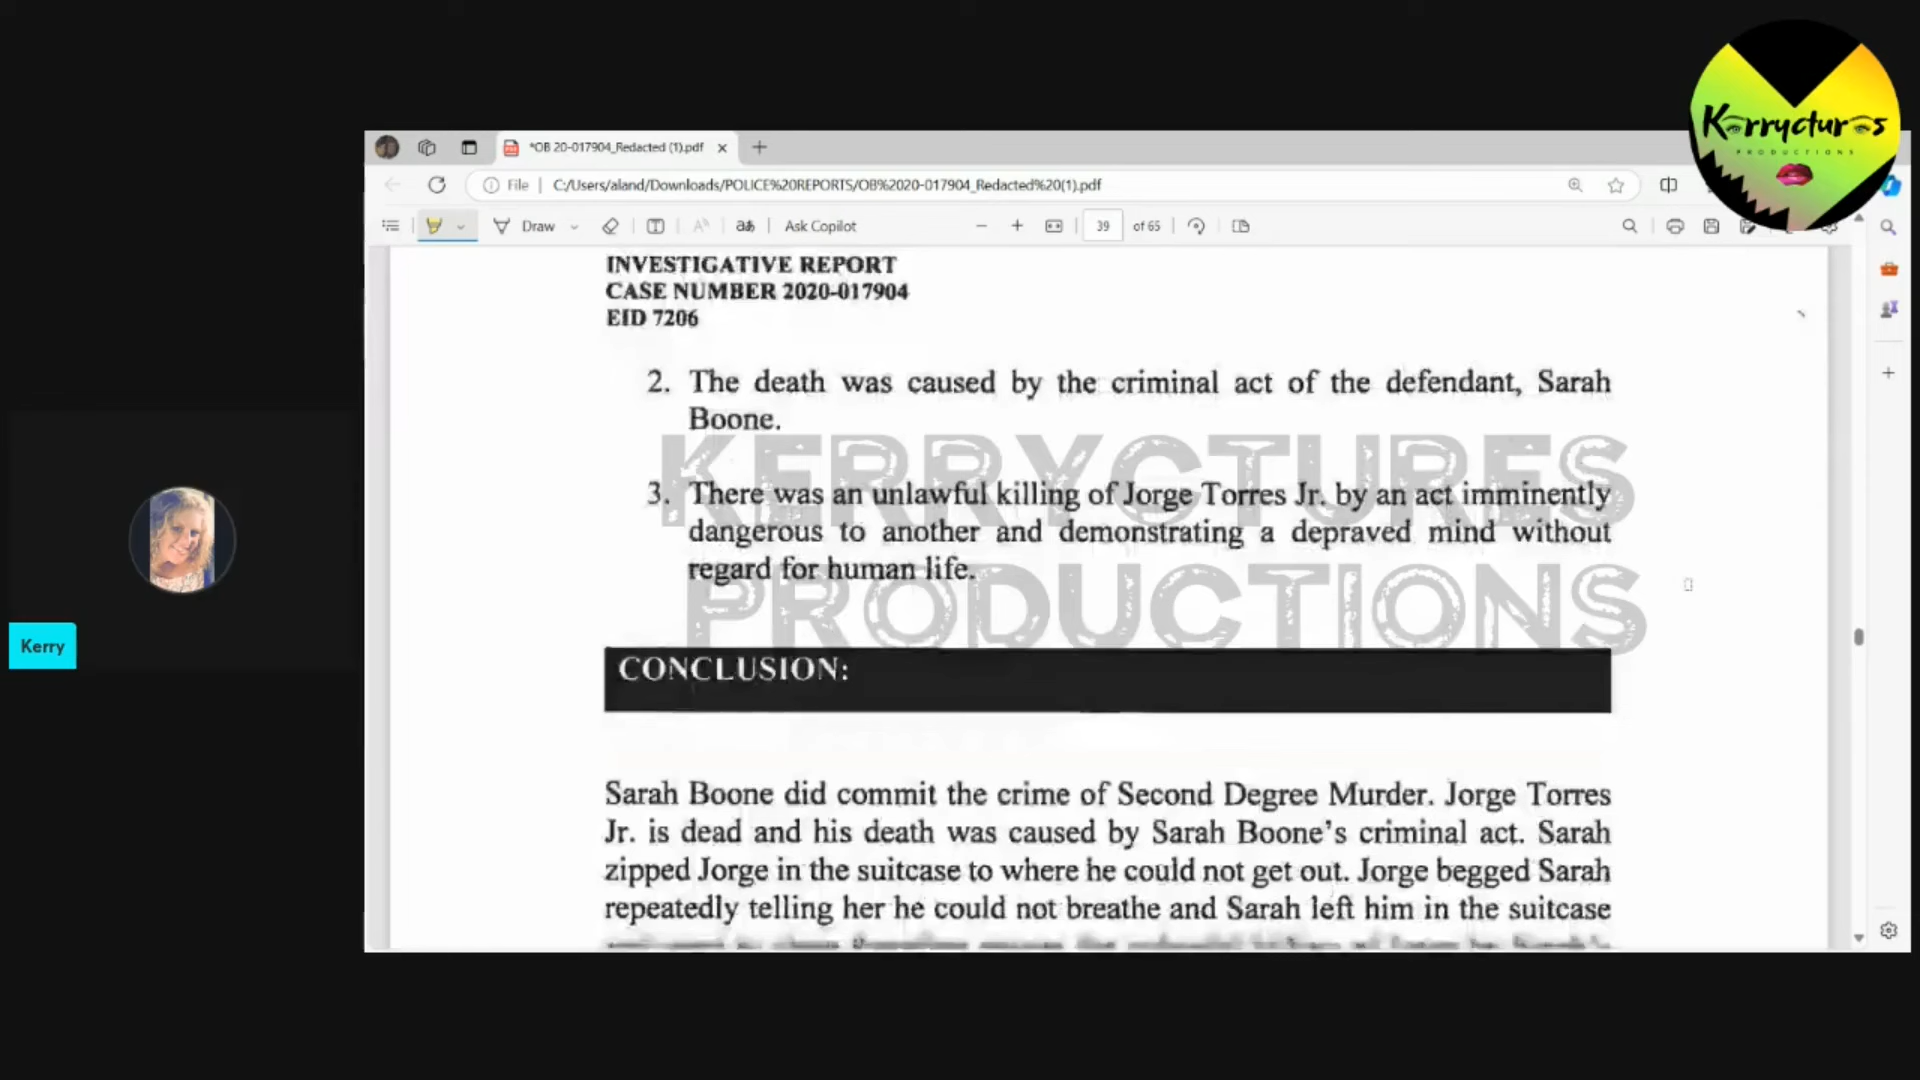 Kerryctures
PRODUCTIONS
*OB 20-017904_Redacted (1).pdf
File
C:/Users/aland/Downloads/POLICE%20REPORTS/OB%2020-017904_Redacted%20(1).pdf
Draw
Ask Copilot
39
of 65
INVESTIGATIVE REPORT
CASE NUMBER 2020-017904
EID 7206
2. The death was caused by the criminal act of the defendant, Sarah
Boone.
KERRYCTURES
3. There was an unlawful killing of Jorge Torres Jr. by an act imminently
dangerous to another and demonstrating a depraved mind without
regard for human life.
PRODUCTIONS
Kerry
CONCLUSION:
Sarah Boone did commit the crime of Second Degree Murder. Jorge Torres
Jr. is dead and his death was caused by Sarah Boone's criminal act. Sarah
zipped Jorge in the suitcase to where he could not get out. Jorge begged Sarah
repeatedly telling her he could not breathe and Sarah left him in the suitcase